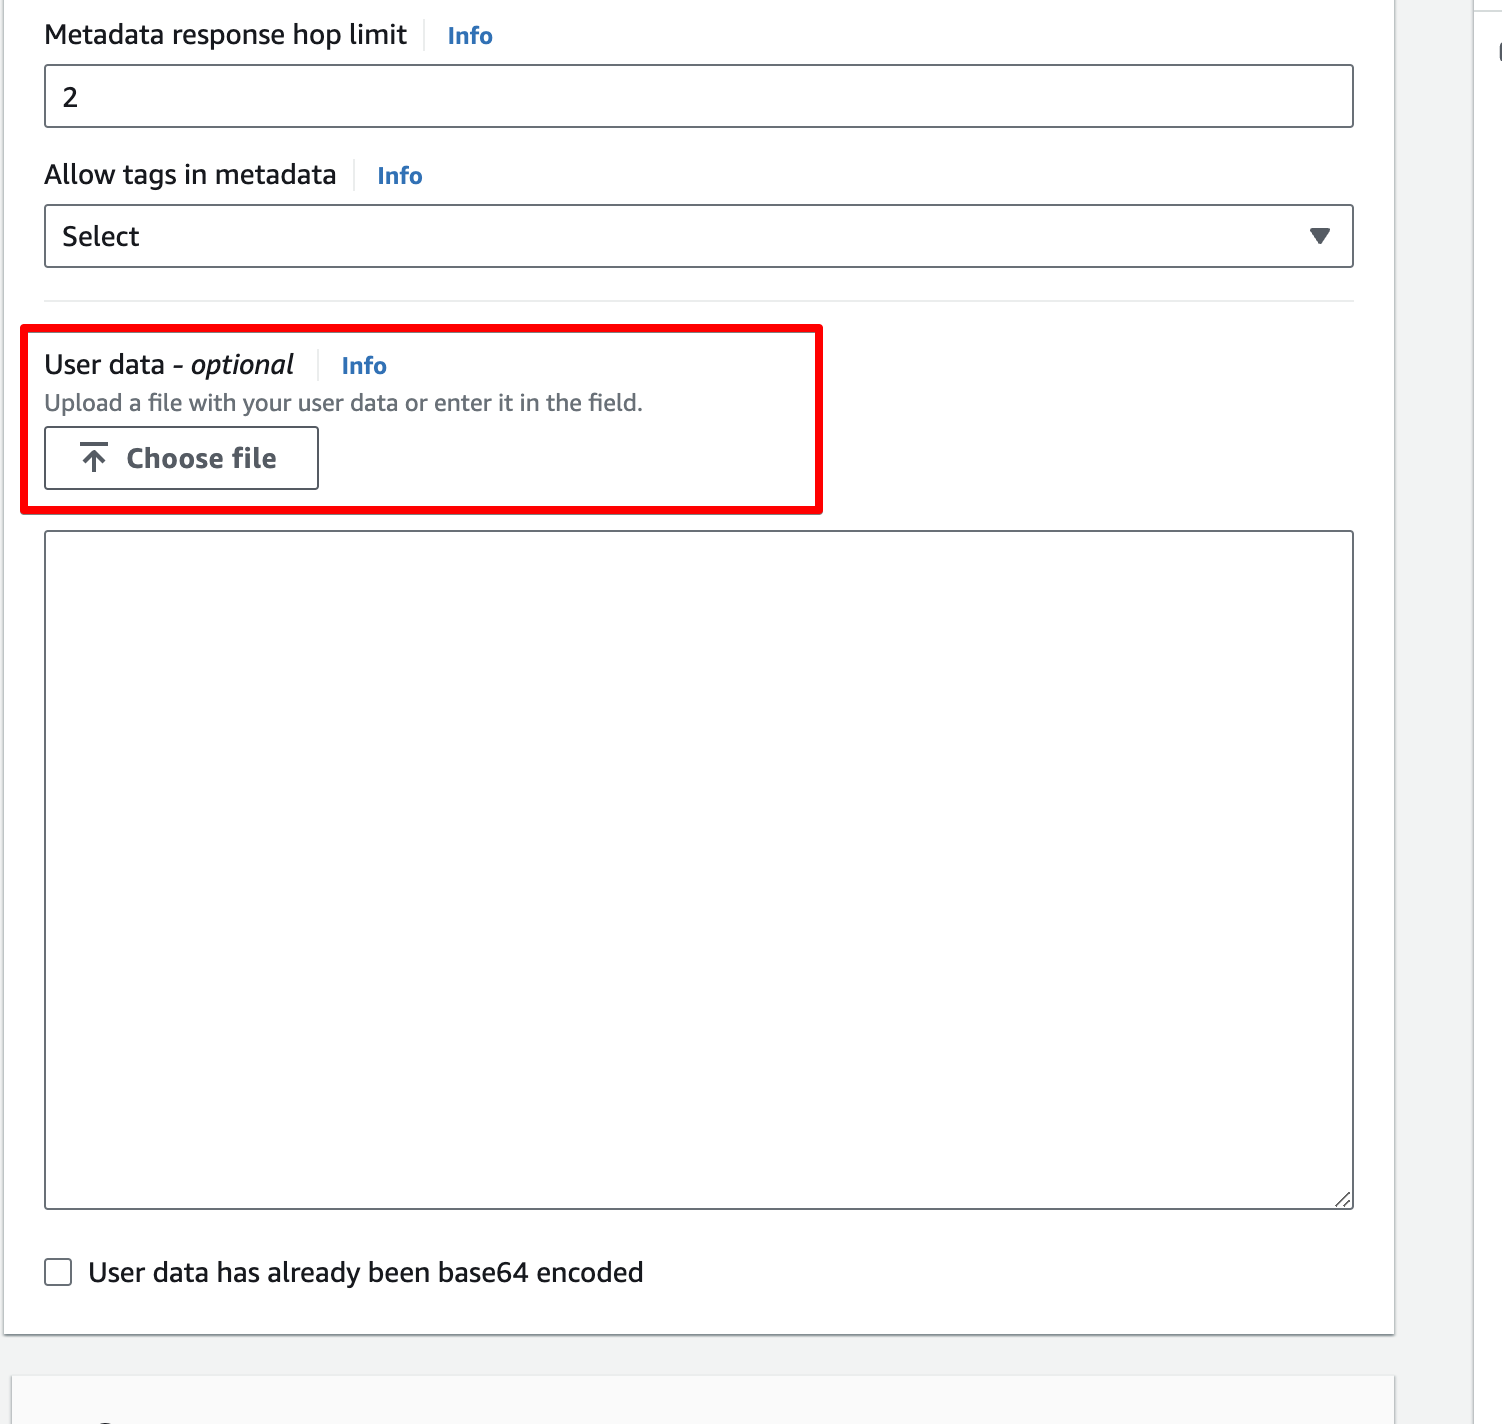 Metadata response hop limit Info
2
Allow tags in metadata Info
Select
User data - optional Info
Upload a file with your user data or enter it in the field.
Choose file
User data has already been base64 encoded